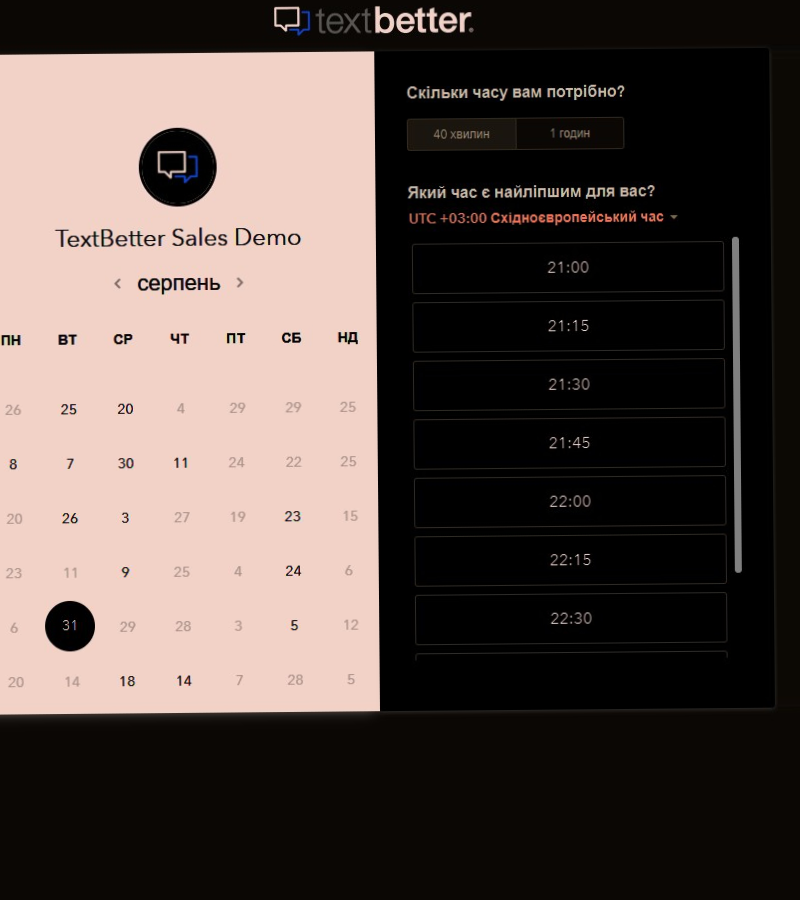 textbetter.
TextBetter Sales Demo
серпень
ПН ВТ СР ЧТ ПТ СБ НД
26 25 20 4 29 29 25
8 7 30 11 24 22 25
20 26 3 27 19 23 15
23 11 9 25 4 24 6
6 31 29 28 3 5 12
20 14 18 14 7 28 5
Скільки часу вам потрібно?
40 хвилин 1 годин
Який час є найліпшим для вас?
UTC +03:00 Східноєвропейський час
21:00
21:15
21:30
21:45
22:00
22:15
22:30